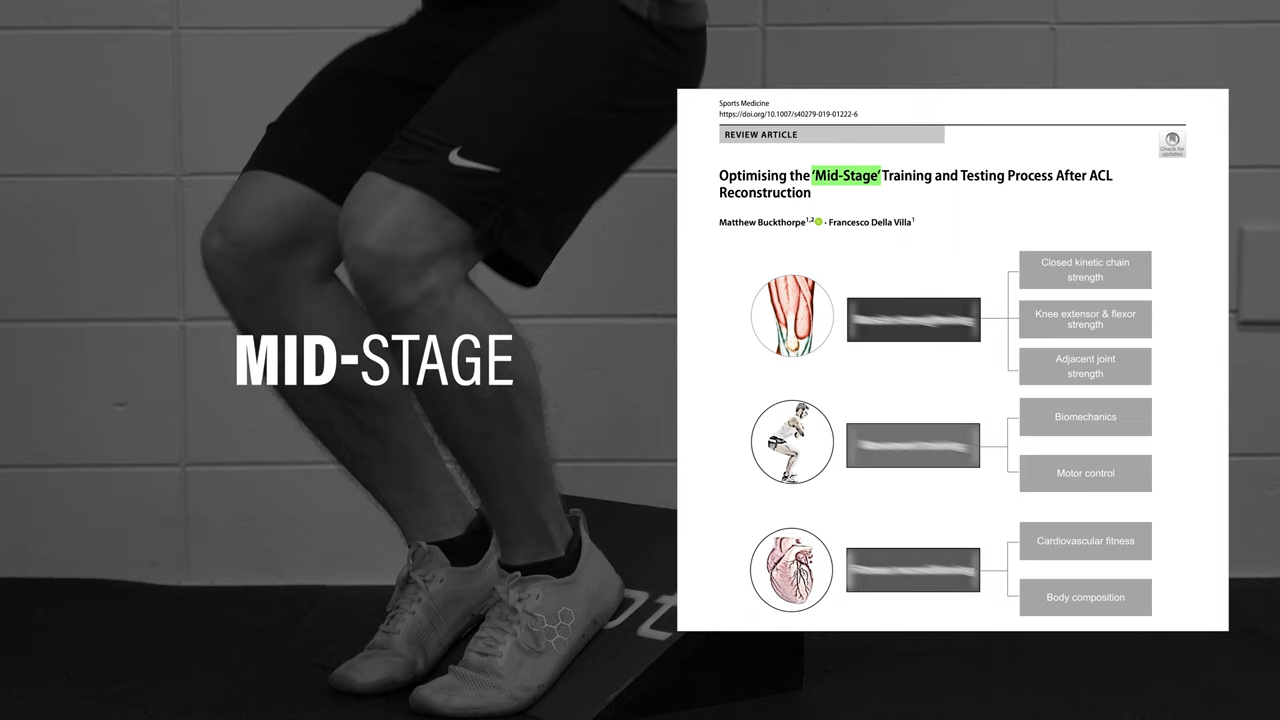 MID-STAGE
Sports Medicine
https://doi.org/10.1007/s40279-019-01222-6
REVIEW ARTICLE
Check for
updates
Optimising the ‘Mid-Stage’ Training and Testing Process After ACL
Reconstruction
Matthew Buckthorpe1,2 · Francesco Della Villa1
Closed kinetic chain
strength
Knee extensor & flexor
strength
Adjacent joint
strength
Biomechanics
Motor control
Cardiovascular fitness
Body composition